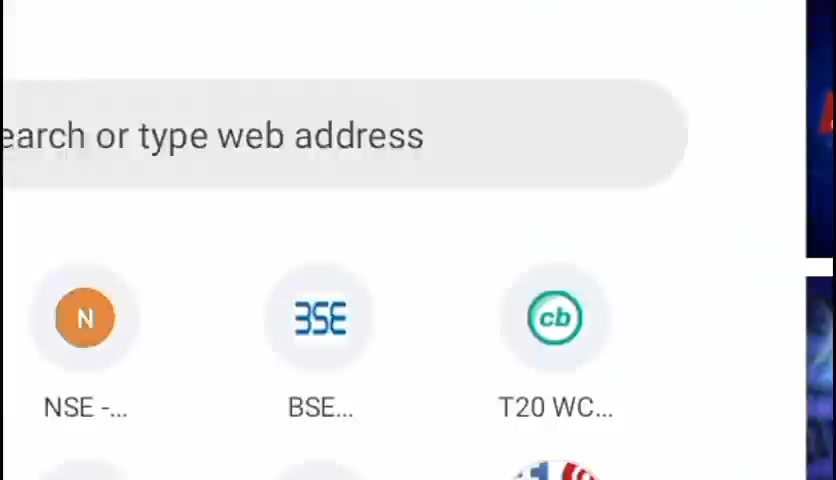 earch or type web address
N
BSE
cb
NSE -...
BSE...
T20 WC...